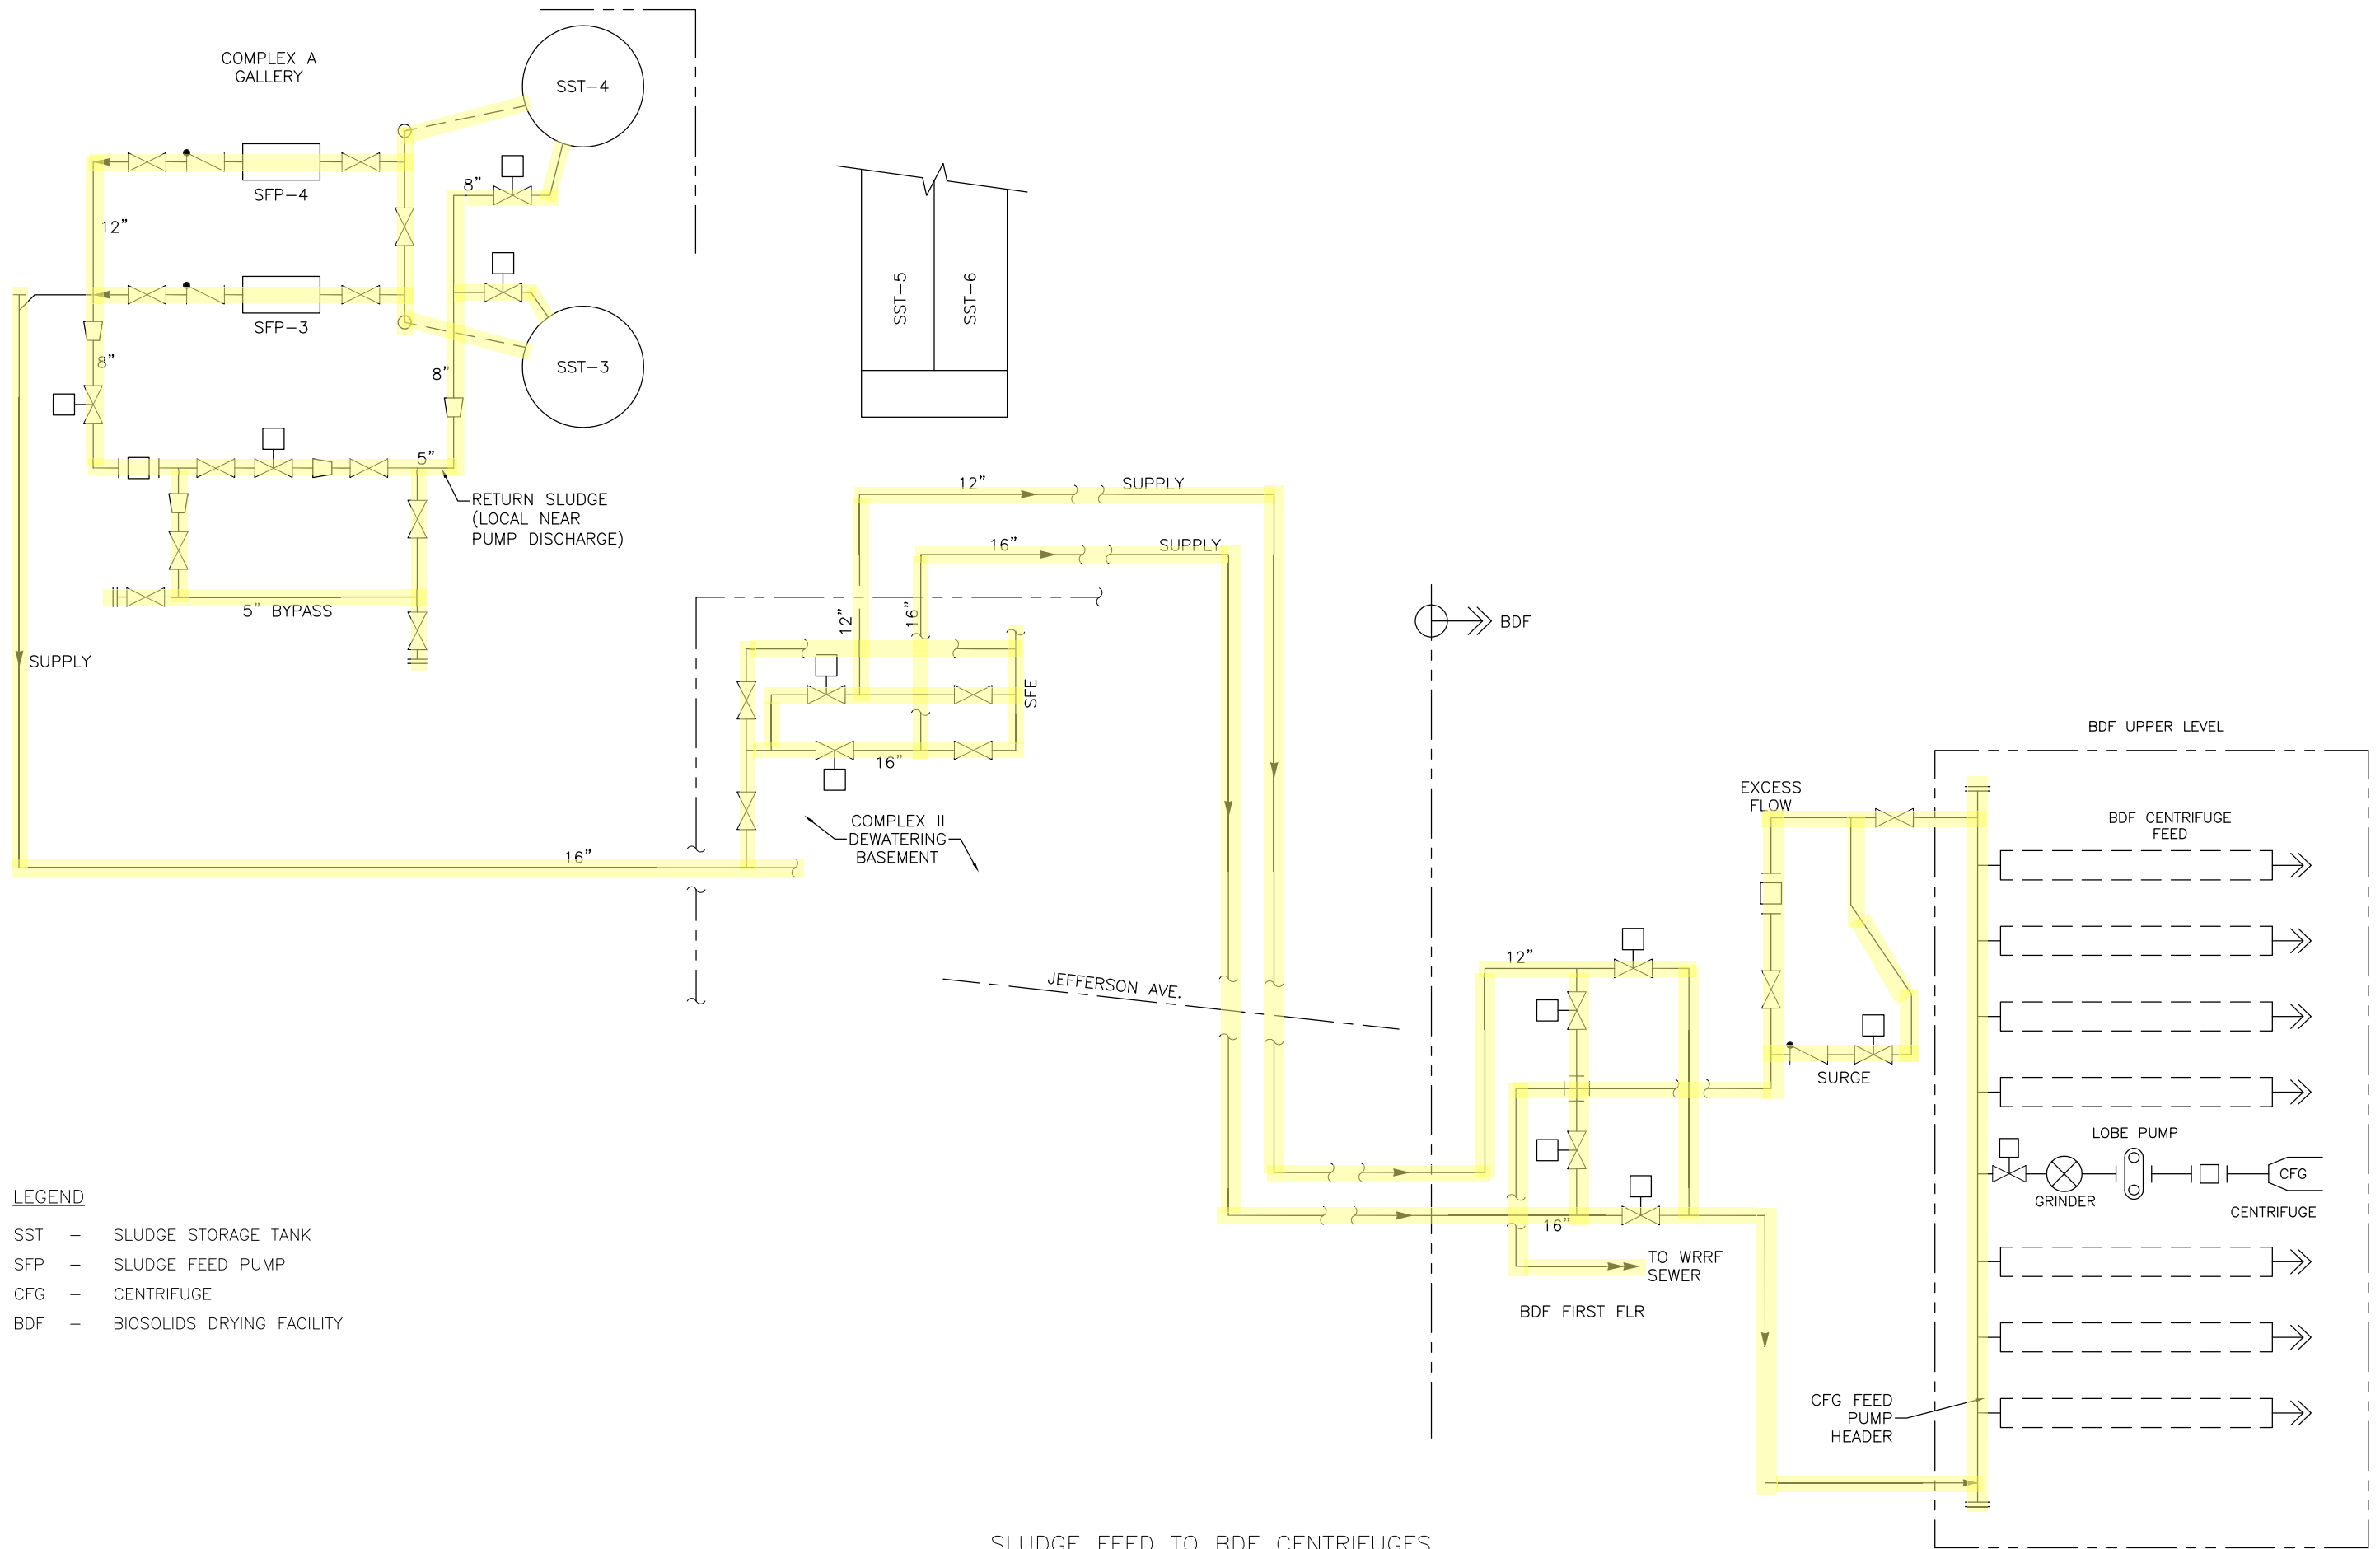 COMPLEX A
GALLERY
SST-4
SFP-4
8”
12”
SFP-3
SST-3
8”
8”
5”
RETURN SLUDGE
(LOCAL NEAR
PUMP DISCHARGE)
5” BYPASS
SUPPLY
16”
SST-5
SST-6
12”
SUPPLY
16”
SUPPLY
12”
16”
SFE
16”
COMPLEX II
DEWATERING
BASEMENT
JEFFERSON AVE.
BDF
12”
16”
TO WRRF
SEWER
BDF FIRST FLR
EXCESS
FLOW
SURGE
BDF UPPER LEVEL
BDF CENTRIFUGE
FEED
LOBE PUMP
GRINDER
CFG
CENTRIFUGE
CFG FEED
PUMP
HEADER
LEGEND
SST – SLUDGE STORAGE TANK
SFP – SLUDGE FEED PUMP
CFG – CENTRIFUGE
BDF – BIOSOLIDS DRYING FACILITY
SLUDGE FEED TO BDF CENTRIFUGES